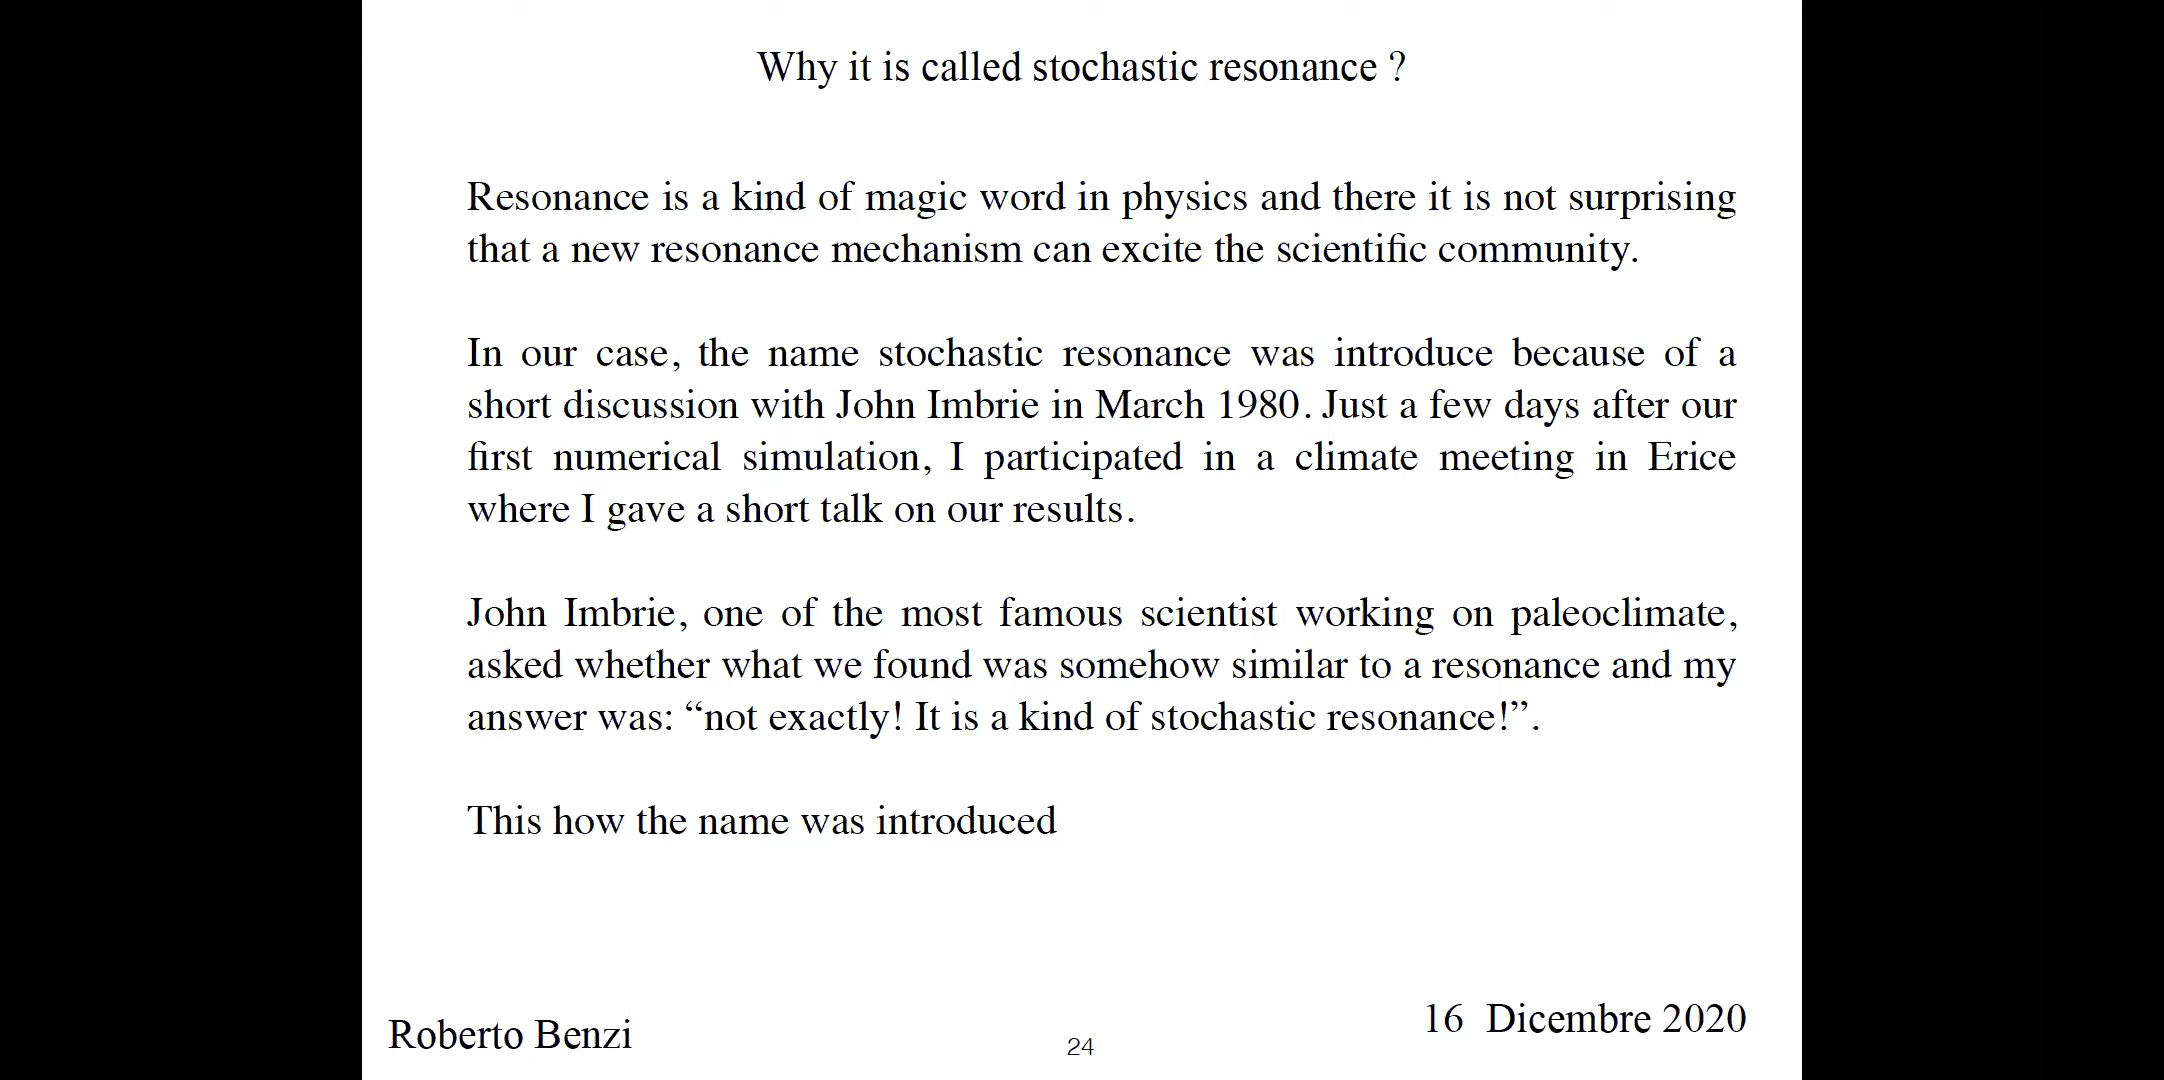 Why it is called stochastic resonance ?
Resonance is a kind of magic word in physics and there it is not surprising
that a new resonance mechanism can excite the scientific community.
In our case, the name stochastic resonance was introduce because of a
short discussion with John Imbrie in March 1980. Just a few days after our
first numerical simulation, I participated in a climate meeting in Erice
where I gave a short talk on our results.
John Imbrie, one of the most famous scientist working on paleoclimate,
asked whether what we found was somehow similar to a resonance and my
answer was: “not exactly! It is a kind of stochastic resonance!”.
This how the name was introduced
Roberto Benzi
24
16 Dicembre 2020